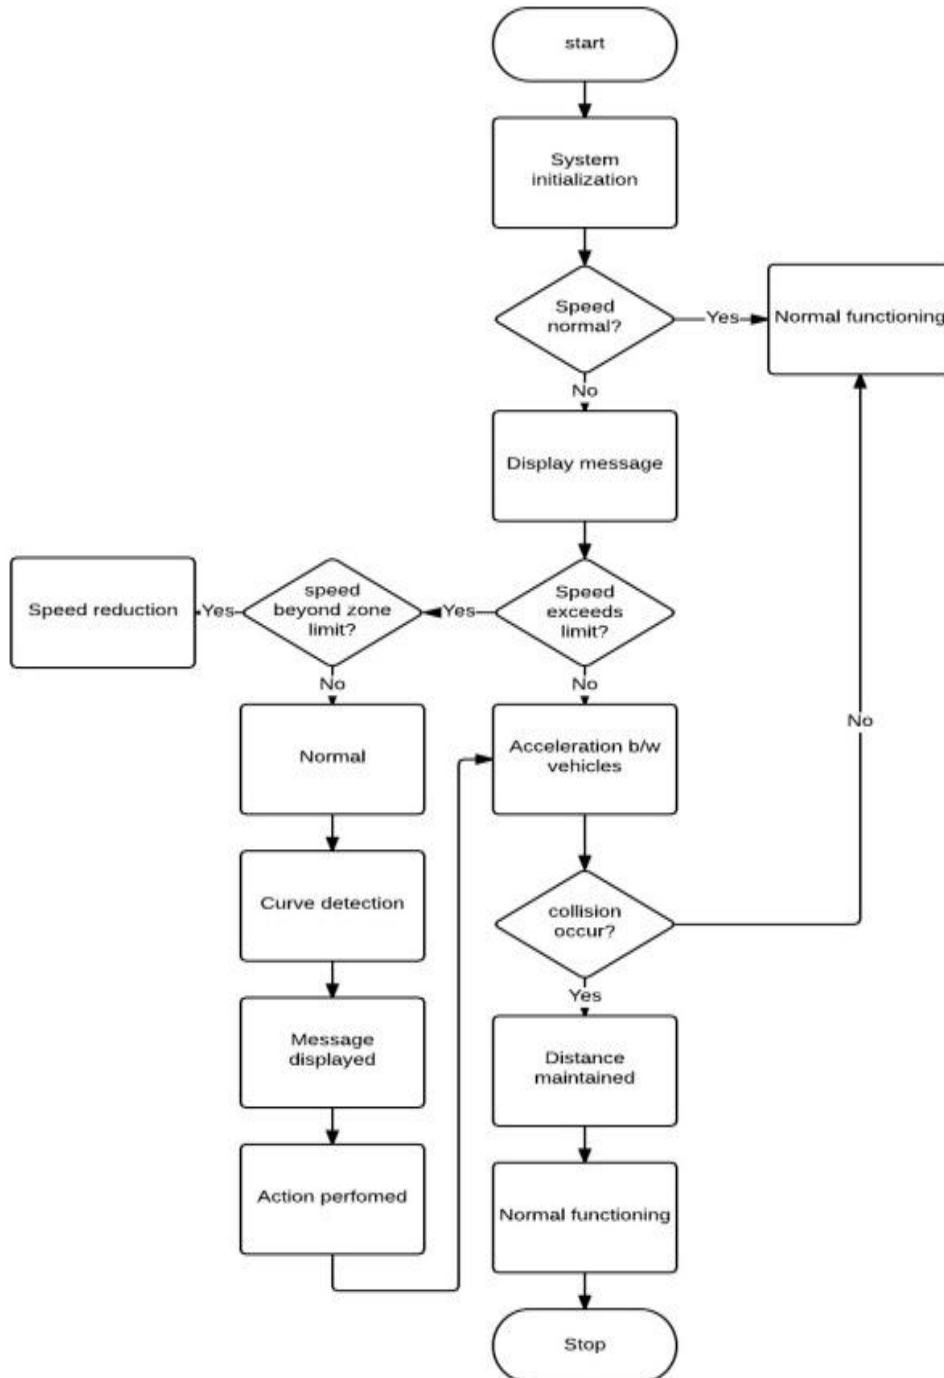 start
System
initialization
Speed
normal?
Yes
Normal functioning
No
Display message
Speed reduction
Yes
speed
beyond zone
limit?
Yes
Speed
exceeds
limit?
No
No
Normal
Acceleration b/w
vehicles
No
Curve detection
collision
occur?
Yes
Message
displayed
Distance
maintained
Action perfomed
Normal functioning
Stop